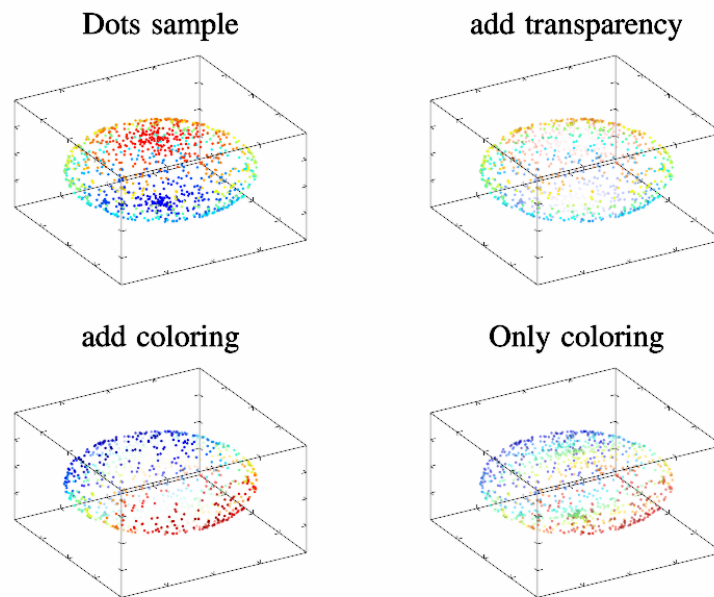 Dots sample
add transparency
add coloring
Only coloring